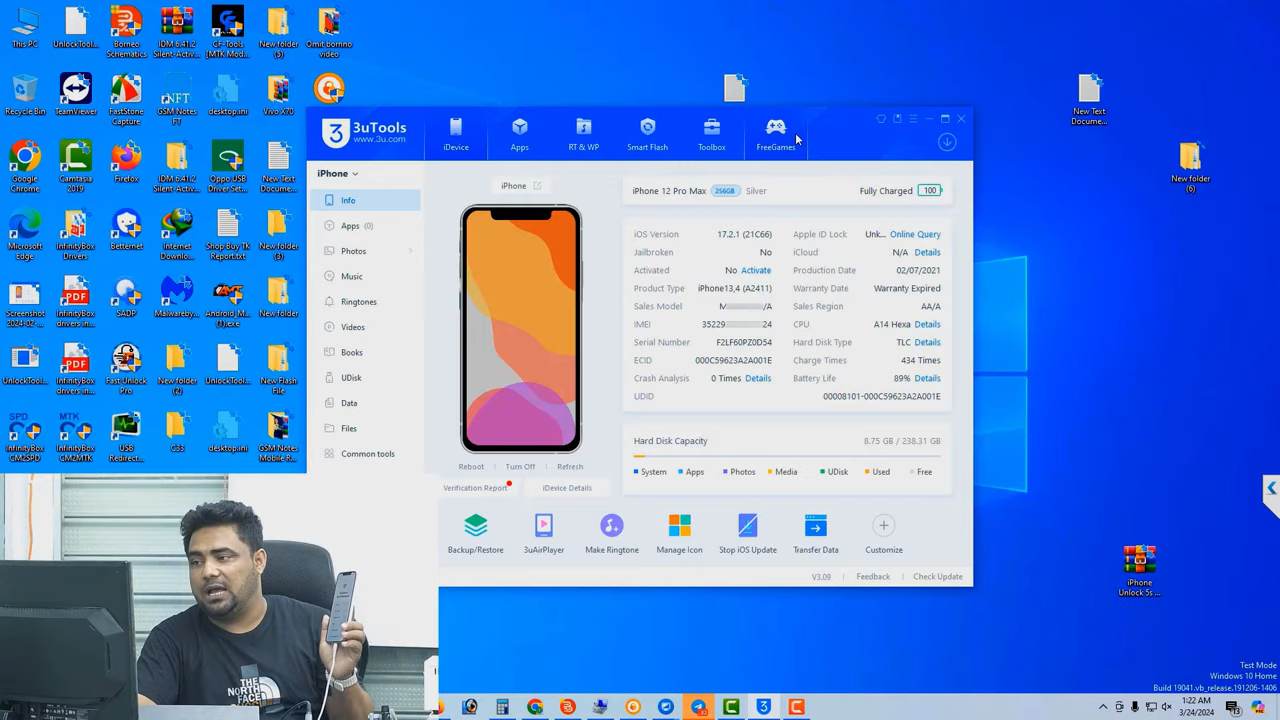 This PC
UnlockTool...
Borneo
Schematics
IDM 6.41.2
Silent-Activ...
CF-Tools
[MTK Mod...
New folder
(5)
Omit bornno
video
Recycle Bin
TeamViewer
FastStone
Capture
GSM Notes
FT
desktop.ini
Vivo X70
Google
Chrome
Camtasia
2019
Firefox
IDM 6.41.2
Silent-Activ...
Oppo USB
Driver Set...
New Text
Docume...
Microsoft
Edge
InfinityBox
Drivers
Betternet
Internet
Downlo...
Shop Buy TK
Report.txt
New folder
(3)
Screenshot
2024-02-...
InfinityBox
drivers in...
SADP
Malwareby...
Android_M...
(1).exe
New folder
UnlockTool...
InfinityBox
drivers in...
Fast Unlock
Pro
New folder
(2)
UnlockTool...
New Flash
File
InfinityBox
CM2SPD
InfinityBox
CM2MTK
USB
Redirect...
C33
desktop.ini
GSM Notes
Mobile R...
New Text
Docume...
New folder
(6)
iPhone
Unlock 5s ...
3uTools
www.3u.com
iDevice
Apps
RT & WP
Smart Flash
Toolbox
FreeGames
iPhone
Info
Apps (0)
Photos
Music
Ringtones
Videos
Books
UDisk
Data
Files
Common tools
iPhone
Reboot Turn Off Refresh
Verification Report iDevice Details
iPhone 12 Pro Max 256GB Silver Fully Charged 100
iOS Version 17.2.1 (21C66) Apple ID Lock Unk... Online Query
Jailbroken No iCloud N/A Details
Activated No Activate Production Date 02/07/2021
Product Type iPhone13,4 (A2411) Warranty Date Warranty Expired
Sales Model M /A Sales Region AA/A
IMEI 35229 24 CPU A14 Hexa Details
Serial Number F2LF60PZ0D54 Hard Disk Type TLC Details
ECID 000C59623A2A001E Charge Times 434 Times
Crash Analysis 0 Times Details Battery Life 89% Details
UDID 00008101-000C59623A2A001E
Hard Disk Capacity 8.75 GB / 238.31 GB
System Apps Photos Media UDisk Used Free
Backup/Restore 3uAirPlayer Make Ringtone Manage Icon Stop iOS Update Transfer Data Customize
V3.09 Feedback Check Update
THE
NORTH
FACE
Test Mode
Windows 10 Home
Build 19041.vb_release.191206-1406
1:22 AM
3/24/2024